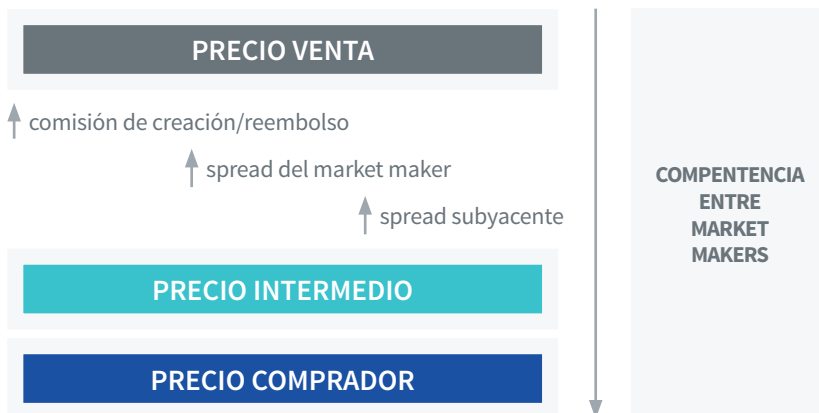 PRECIO VENTA
comisión de creación/reembolso
spread del market maker
spread subyacente
PRECIO INTERMEDIO
PRECIO COMPRADOR
COMPENTENCIA
ENTRE
MARKET
MAKERS